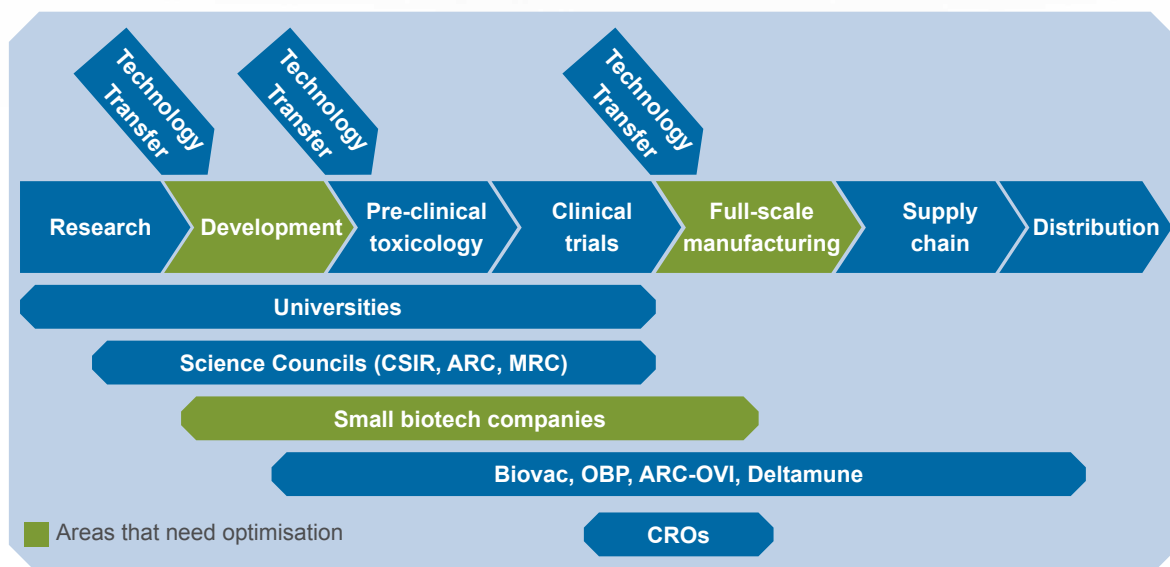 Technology
Transfer
Technology
Transfer
Technology
Transfer
Research
Development
Pre-clinical
toxicology
Clinical
trials
Full-scale
manufacturing
Supply
chain
Distribution
Universities
Science Councils (CSIR, ARC, MRC)
Small biotech companies
Biovac, OBP, ARC-OVI, Deltamune
CROs
Areas that need optimisation